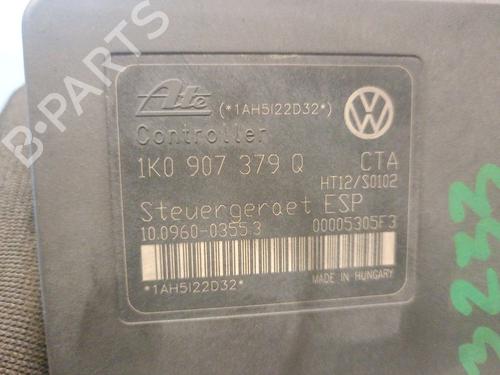 B-PARTS
Ate (*1AH5I22D32*)
Controller
1K0 907 379 Q CTA
HT12/S0102
Steuergeraet ESP
10.0960-0355.3 00005305F3
*1AH5I22D32*
MADE IN HUNGARY
3233